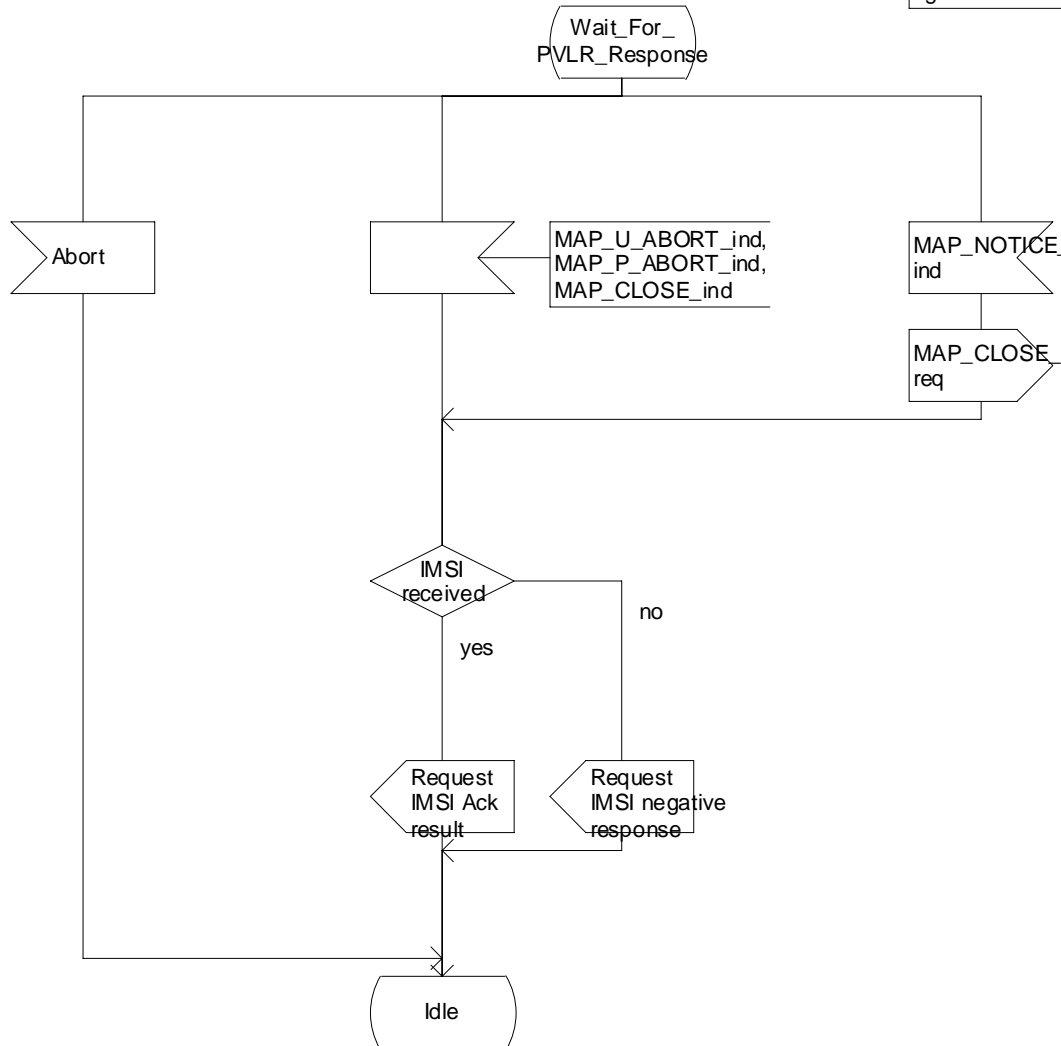 Wait_For_
PVLR_Response
Abort
MAP_U_ABORT_ind,
MAP_P_ABORT_ind,
MAP_CLOSE_ind
MAP_NOTICE_
ind
MAP_CLOSE_
req
IMSI
received
no
yes
Request
IMSI Ack
result
Request
IMSI negative
response
Idle